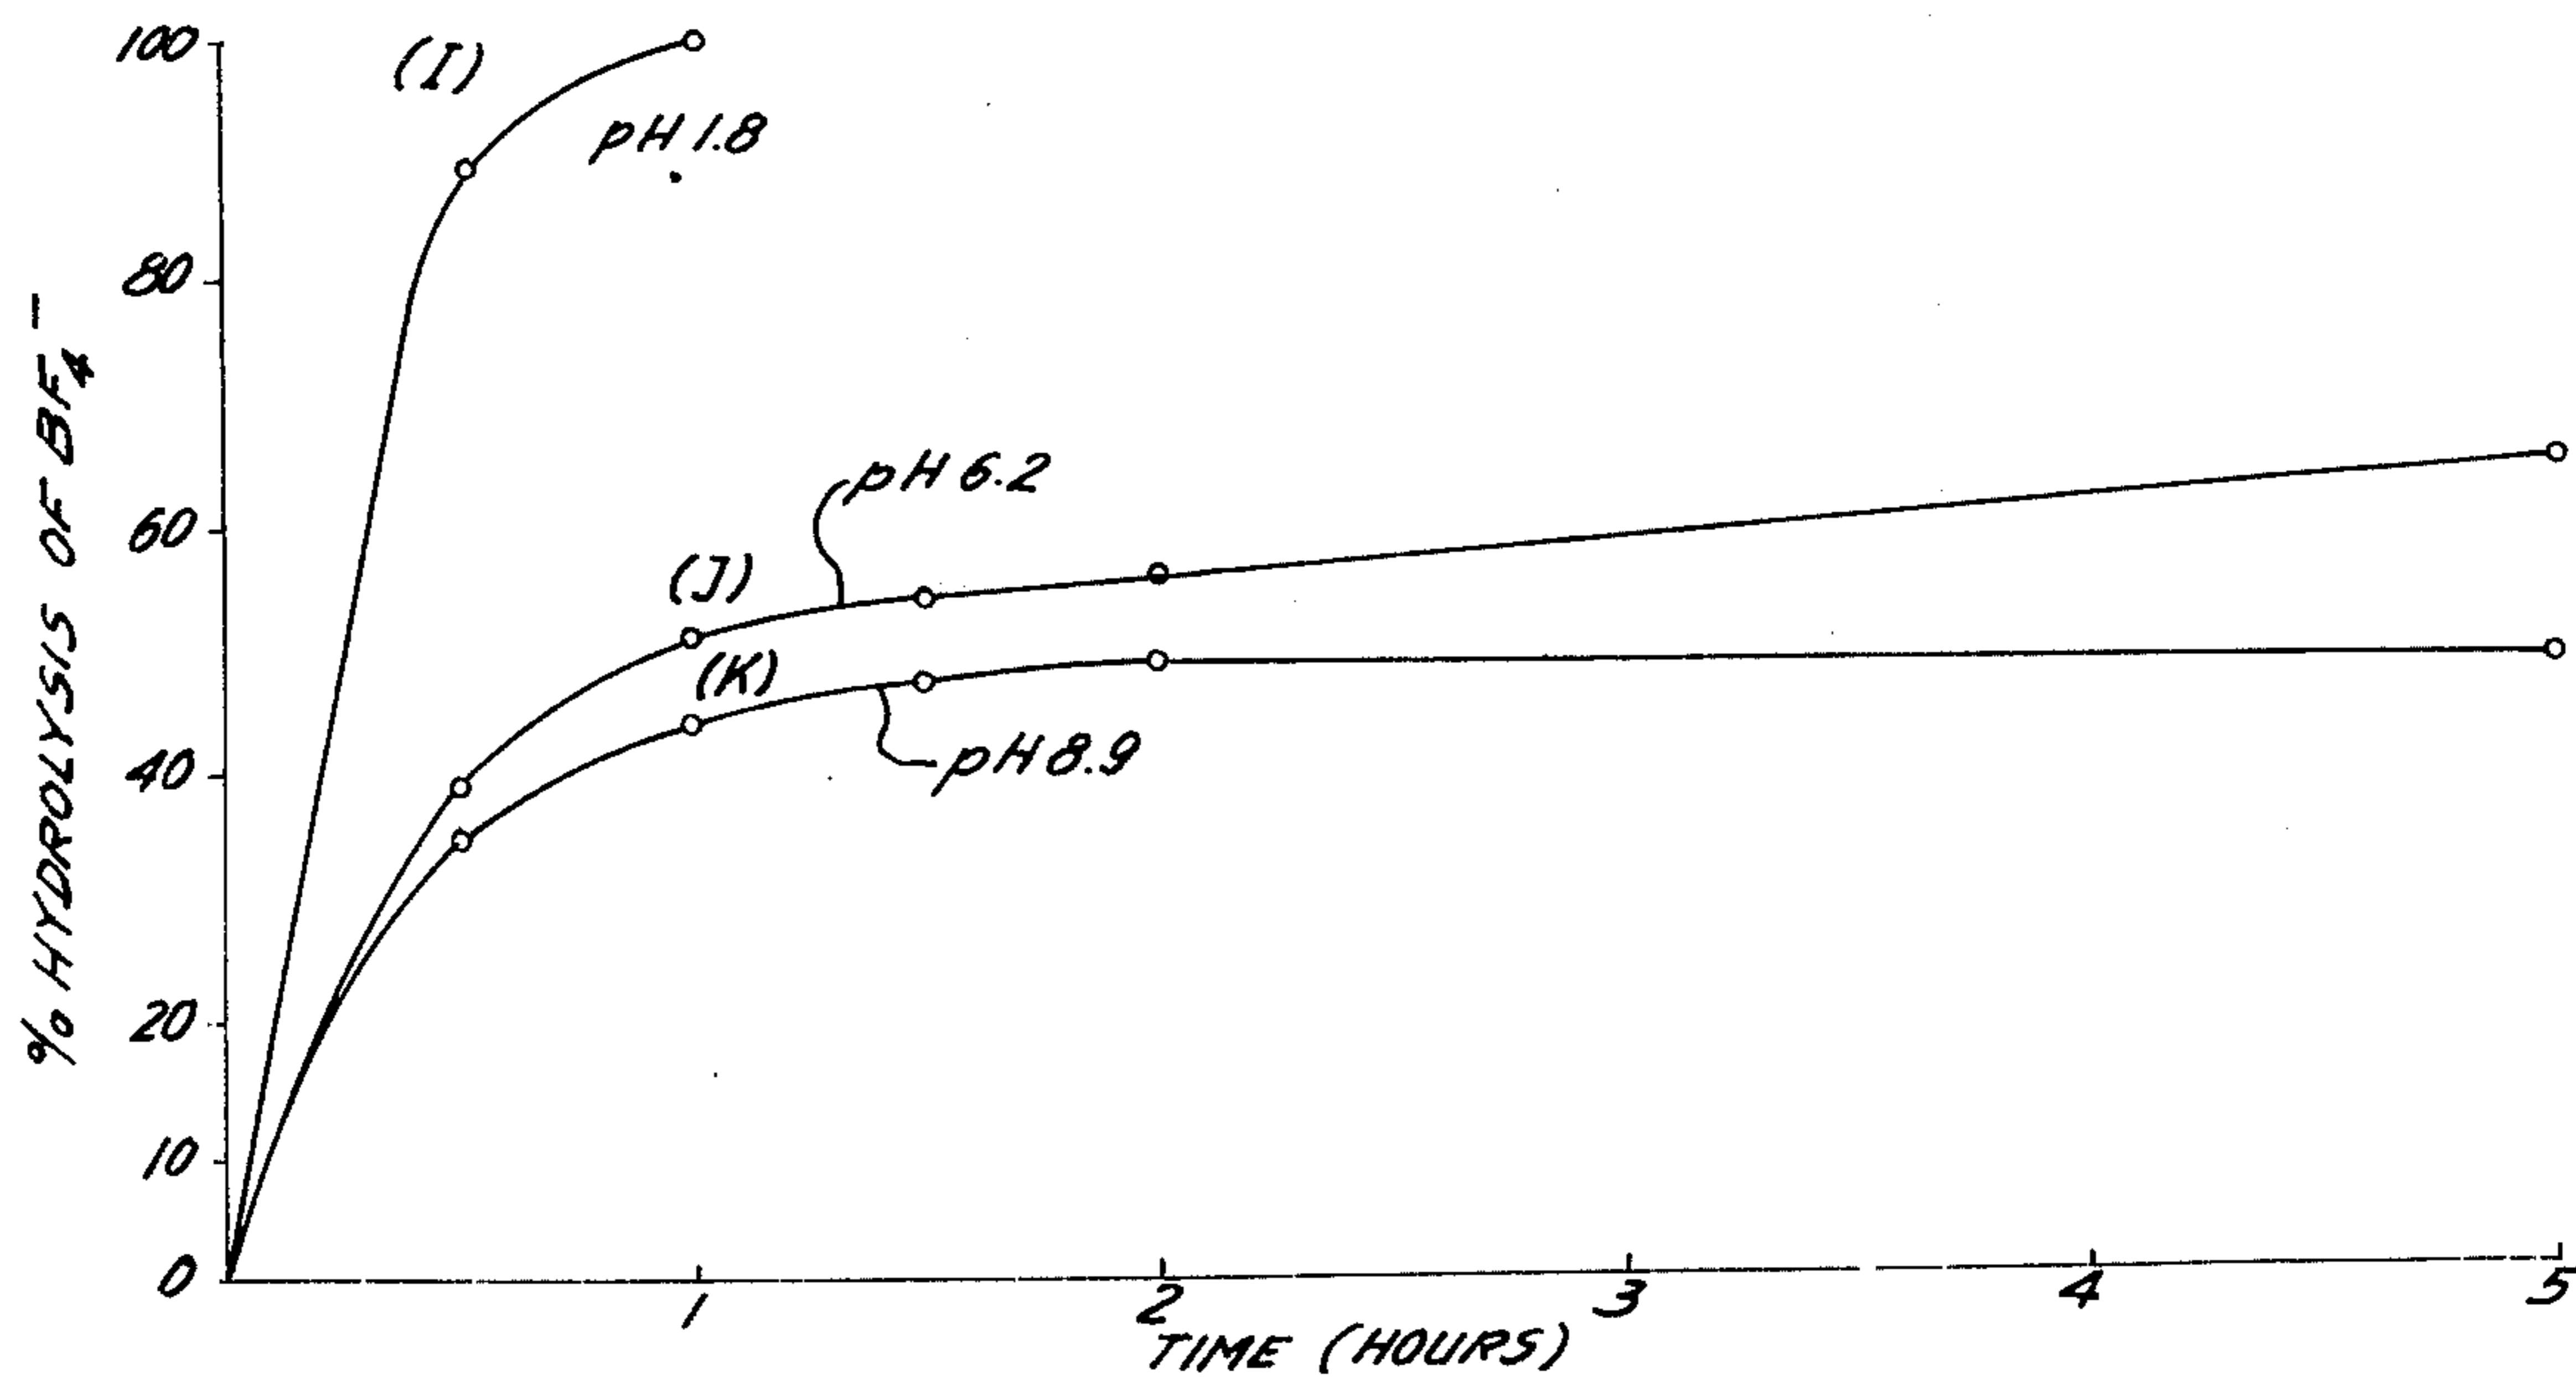 100
(I)
pH 1.8
80
% HYDROLYSIS OF BF4-
pH 6.2
60
(J)
(K)
40
pH 8.9
20
10
0
1
2
3
4
5
TIME (HOURS)